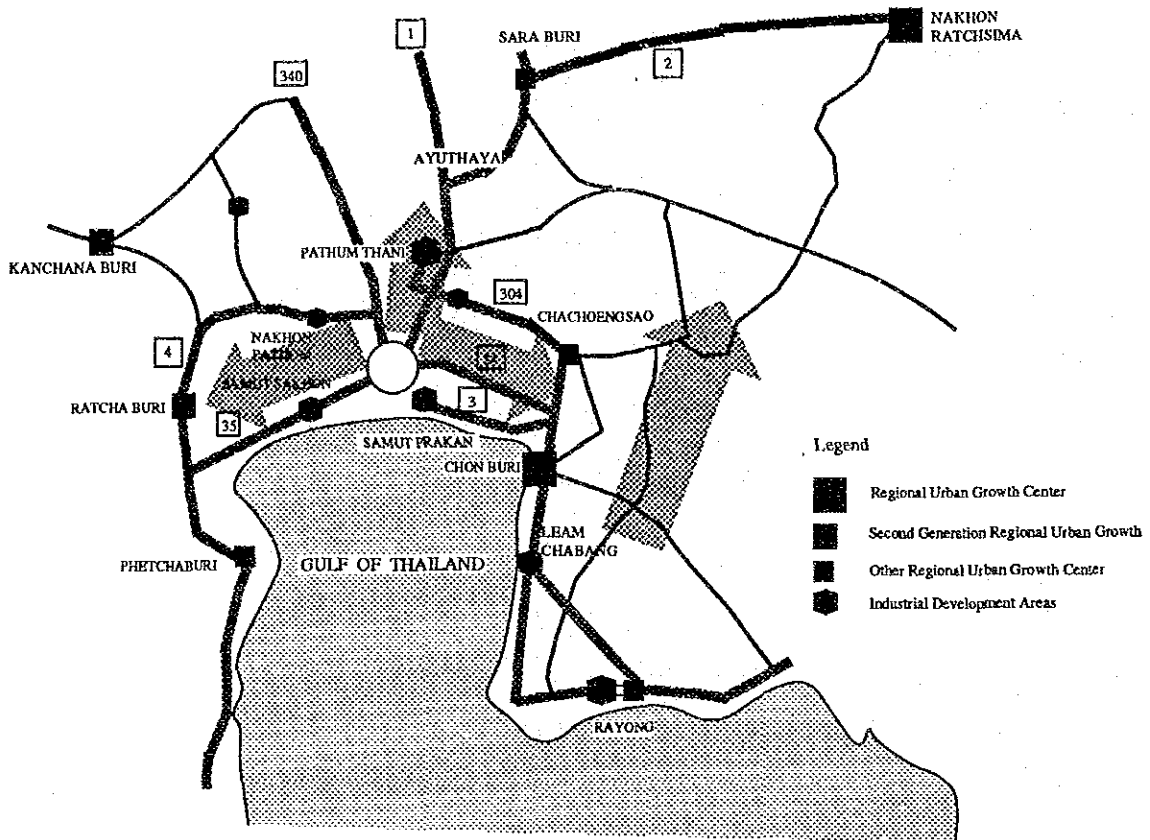 1
SARA BURI
NAKHON
RATCHSIMA
2
340
AYUTHAYA
PATHUM THANI
KANCHANA BURI
304
CHACHOENGSAO
4
NAKHON
SAMUT SAKHON
RATCHA BURI
3
35
SAMUT PRAKAN
CHON BURI
LEAM
CHABANG
PHETCHABURI
GULF OF THAILAND
RAYONG
Legend
Regional Urban Growth Center
Second Generation Regional Urban Growth
Other Regional Urban Growth Center
Industrial Development Areas